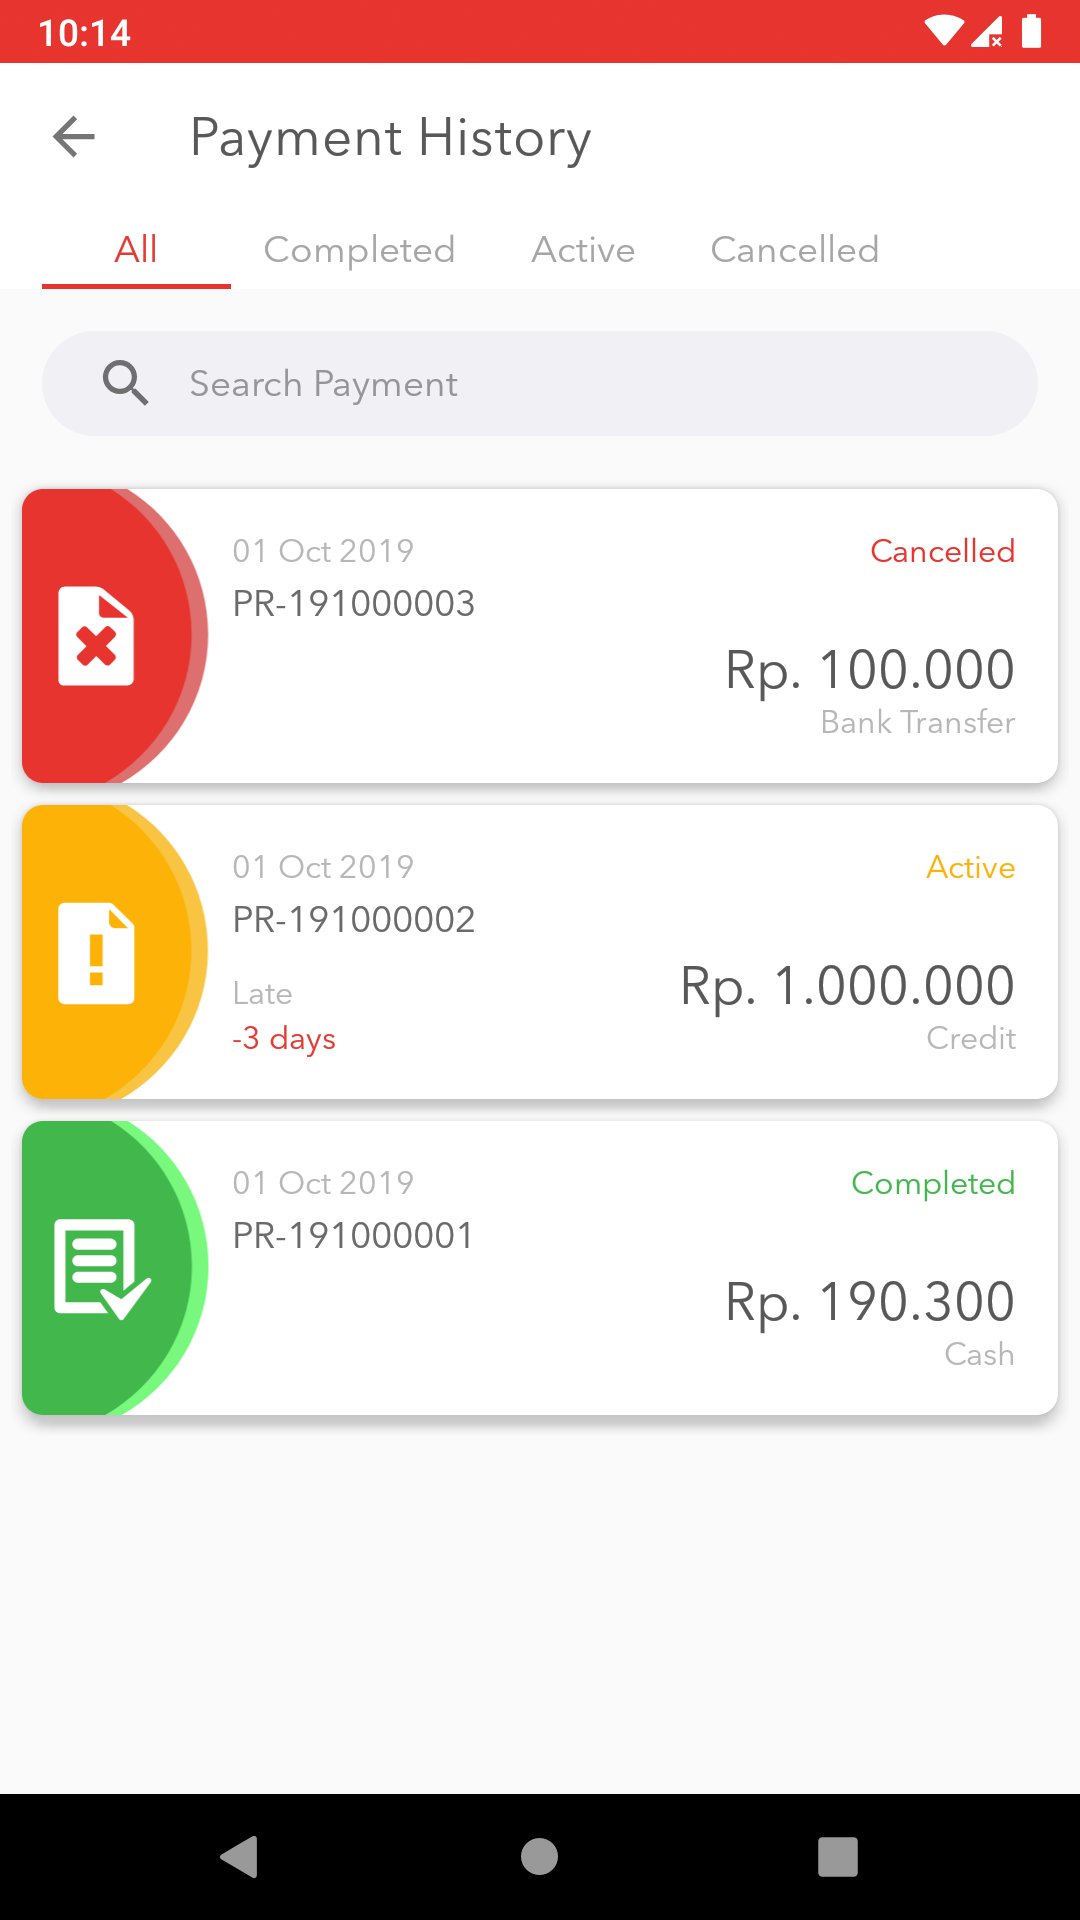 10:14
Payment History
All Completed Active Cancelled
Search Payment
01 Oct 2019 Cancelled
PR-191000003
Rp. 100.000
Bank Transfer
01 Oct 2019 Active
PR-191000002
Rp. 1.000.000
Late
-3 days Credit
01 Oct 2019 Completed
PR-191000001
Rp. 190.300
Cash